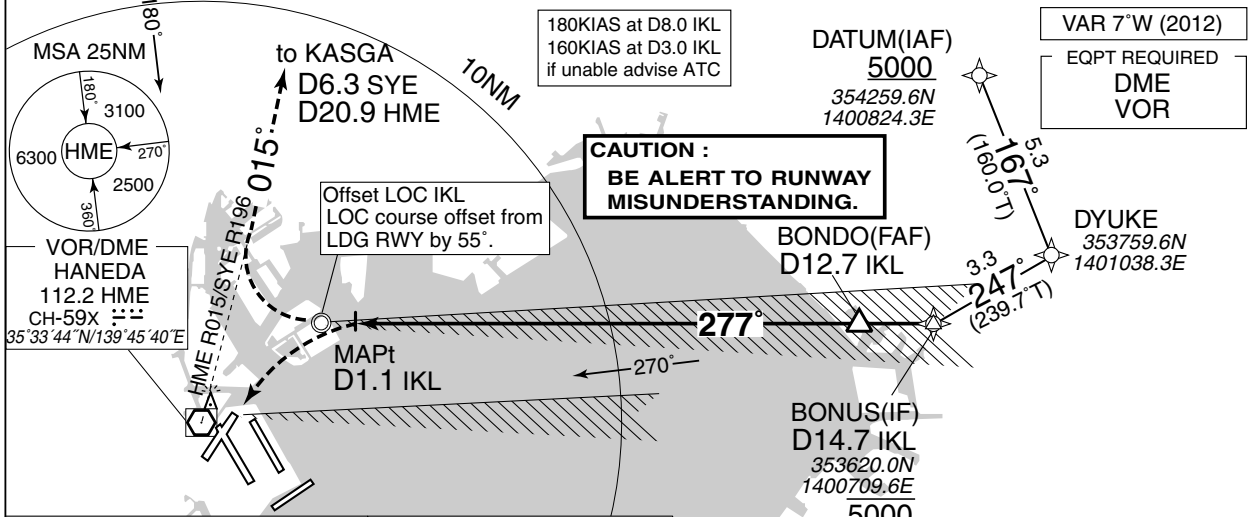 180°
180KIAS at D8.0 IKL
160KIAS at D3.0 IKL
if unable advise ATC
VAR 7°W (2012)
EQPT REQUIRED
DME
VOR
MSA 25NM
180°
3100
HME
270°
6300
2500
360°
to KASGA
D6.3 SYE
D20.9 HME
10NM
DATUM(IAF)
5000
354259.6N
1400824.3E
CAUTION :
BE ALERT TO RUNWAY
MISUNDERSTANDING.
5.3
167°
(160.0°T)
015°
HME R015/SYE R196
Offset LOC IKL
LOC course offset from
LDG RWY by 55°.
DYUKE
353759.6N
1401038.3E
VOR/DME
HANEDA
112.2 HME
CH-59X
35°33´44˝N/139°45´40˝E
BONDO(FAF)
D12.7 IKL
3.3
247°
(239.7°T)
277°
MAPt
D1.1 IKL
270°
BONUS(IF)
D14.7 IKL
353620.0N
1400709.6E
5000